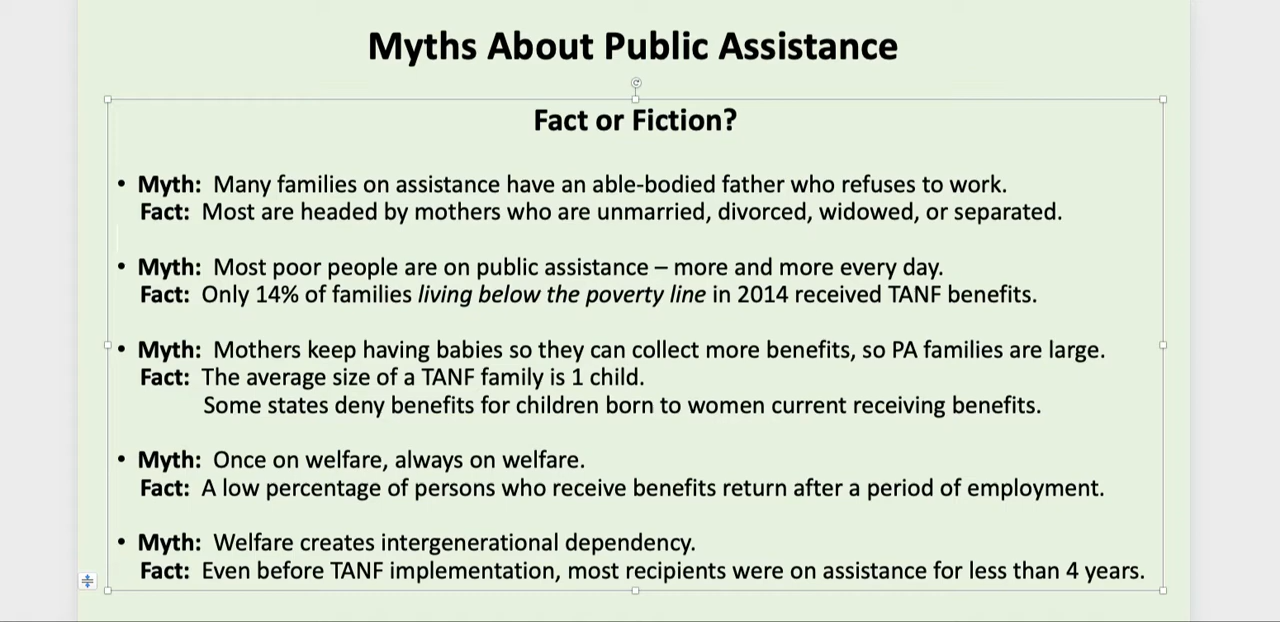 Myths About Public Assistance
Fact or Fiction?
• Myth: Many families on assistance have an able-bodied father who refuses to work.
Fact: Most are headed by mothers who are unmarried, divorced, widowed, or separated.
• Myth: Most poor people are on public assistance – more and more every day.
Fact: Only 14% of families living below the poverty line in 2014 received TANF benefits.
• Myth: Mothers keep having babies so they can collect more benefits, so PA families are large.
Fact: The average size of a TANF family is 1 child.
Some states deny benefits for children born to women current receiving benefits.
• Myth: Once on welfare, always on welfare.
Fact: A low percentage of persons who receive benefits return after a period of employment.
• Myth: Welfare creates intergenerational dependency.
Fact: Even before TANF implementation, most recipients were on assistance for less than 4 years.